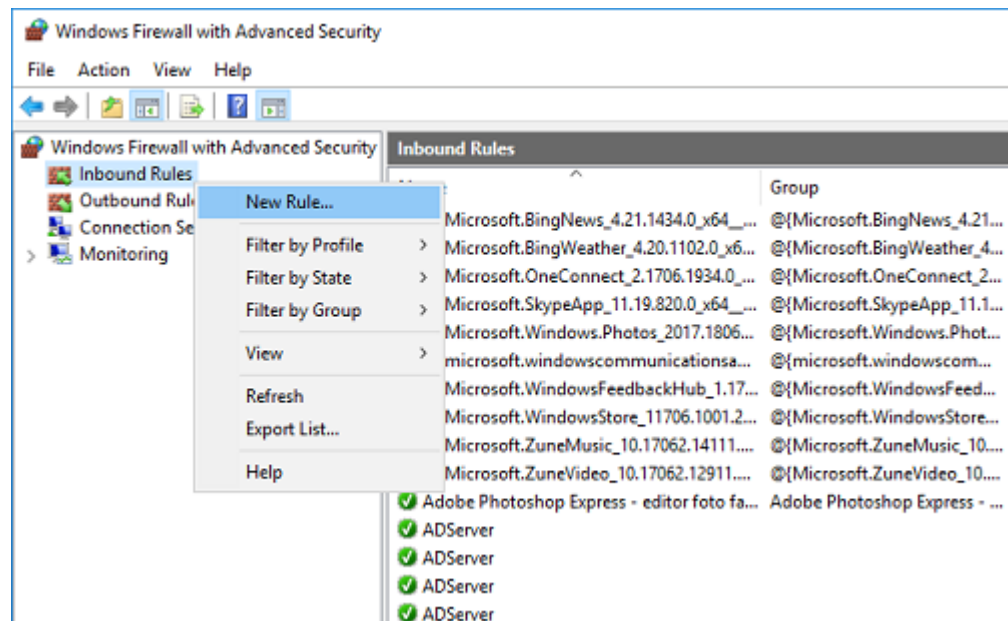 Windows Firewall with Advanced Security
File Action View Help
Windows Firewall with Advanced Security
Inbound Rules
Outbound Rul
Connection Se
Monitoring
New Rule...
Filter by Profile
Filter by State
Filter by Group
View
Refresh
Export List...
Help
Inbound Rules
Group
Microsoft.BingNews_4.21.1434.0_x64__... @{Microsoft.BingNews_4.21...
Microsoft.BingWeather_4.20.1102.0_x6... @{Microsoft.BingWeather_4...
Microsoft.OneConnect_2.1706.1934.0_... @{Microsoft.OneConnect_2...
Microsoft.SkypeApp_11.19.820.0_x64__... @{Microsoft.SkypeApp_11.1...
Microsoft.Windows.Photos_2017.1806... @{Microsoft.Windows.Phot...
microsoft.windowscommunicationsa... @{microsoft.windowscom...
Microsoft.WindowsFeedbackHub_1.17... @{Microsoft.WindowsFeed...
Microsoft.WindowsStore_11706.1001.2... @{Microsoft.WindowsStore...
Microsoft.ZuneMusic_10.17062.14111.... @{Microsoft.ZuneMusic_10....
Microsoft.ZuneVideo_10.17062.12911.... @{Microsoft.ZuneVideo_10....
Adobe Photoshop Express - editor foto fa... Adobe Photoshop Express - ...
ADServer
ADServer
ADServer
ADServer